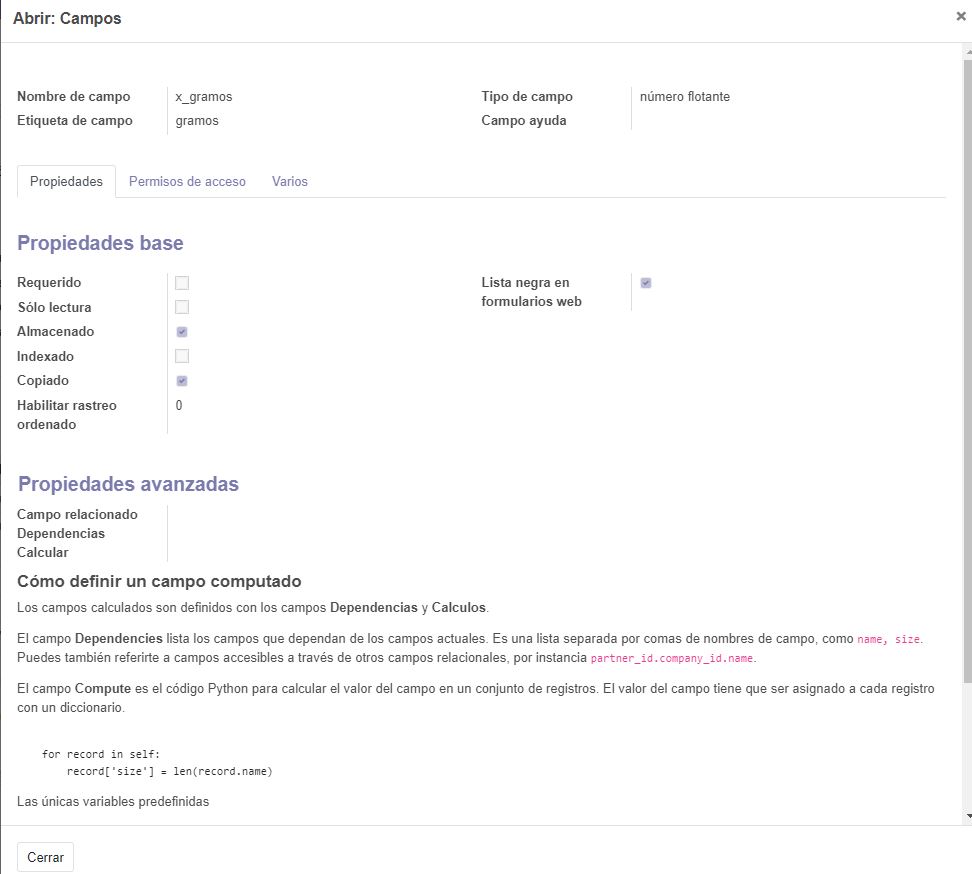 Abrir: Campos
×
Nombre de campo x_gramos Tipo de campo número flotante
Etiqueta de campo gramos Campo ayuda
Propiedades Permisos de acceso Varios
Propiedades base
Requerido Lista negra en
formularios web
Sólo lectura
Almacenado
Indexado
Copiado
Habilitar rastreo 0
ordenado
Propiedades avanzadas
Campo relacionado
Dependencias
Calcular
Cómo definir un campo computado
Los campos calculados son definidos con los campos Dependencias y Calculos.
El campo Dependencies lista los campos que dependan de los campos actuales. Es una lista separada por comas de nombres de campo, como name, size.
Puedes también referirte a campos accesibles a través de otros campos relacionales, por instancia partner_id.company_id.name.
El campo Compute es el código Python para calcular el valor del campo en un conjunto de registros. El valor del campo tiene que ser asignado a cada registro
con un diccionario.
for record in self:
record['size'] = len(record.name)
Las únicas variables predefinidas
Cerrar